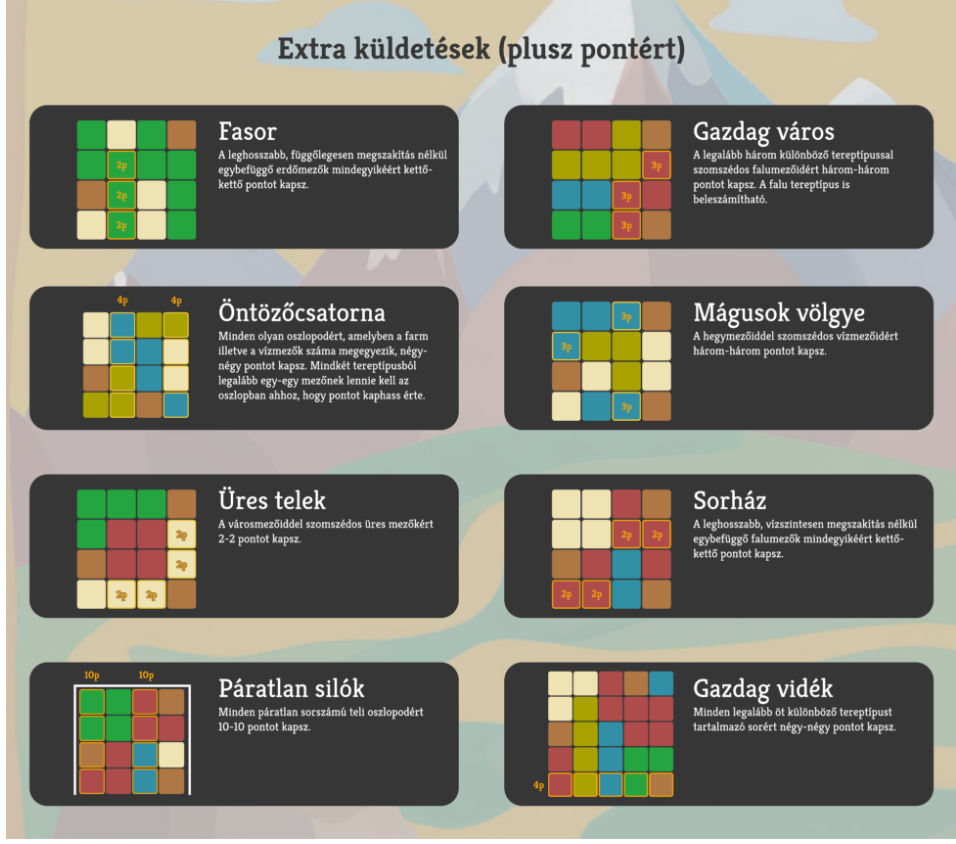 Extra küldetések (plusz pontért)
2p
2p
2p
Fasor
A leghosszabb, függőlegesen megszakítás nélkül
egybefüggő erdőmezők mindegyikéért kettő-
kettő pontot kapsz.
3p
3p
3p
Gazdag város
A legalább három különböző tereptípussal
szomszédos falumezőidért három-három
pontot kapsz. A falu tereptípus is
beleszámítható.
4p 4p
Öntözőcsatorna
Minden olyan oszlopodért, amelyben a farm
illetve a vízmezők száma megegyezik, négy-
négy pontot kapsz. Mindkét tereptípusból
legalább egy-egy mezőnek lennie kell az
oszlopban ahhoz, hogy pontot kaphass érte.
3p
3p
3p
Mágusok völgye
A hegymezőiddel szomszédos vízmezőidért
három-három pontot kapsz.
2p
2p
2p 2p
Üres telek
A városmezőiddel szomszédos üres mezőkért
2-2 pontot kapsz.
2p 2p
2p 2p
Sorház
A leghosszabb, vízszintesen megszakítás nélkül
egybefüggő falumezők mindegyikéért kettő-
kettő pontot kapsz.
10p 10p
Páratlan silók
Minden páratlan sorszámú teli oszlopodért
10-10 pontot kapsz.
4p
Gazdag vidék
Minden legalább öt különböző tereptípust
tartalmazó sorért négy-négy pontot kapsz.